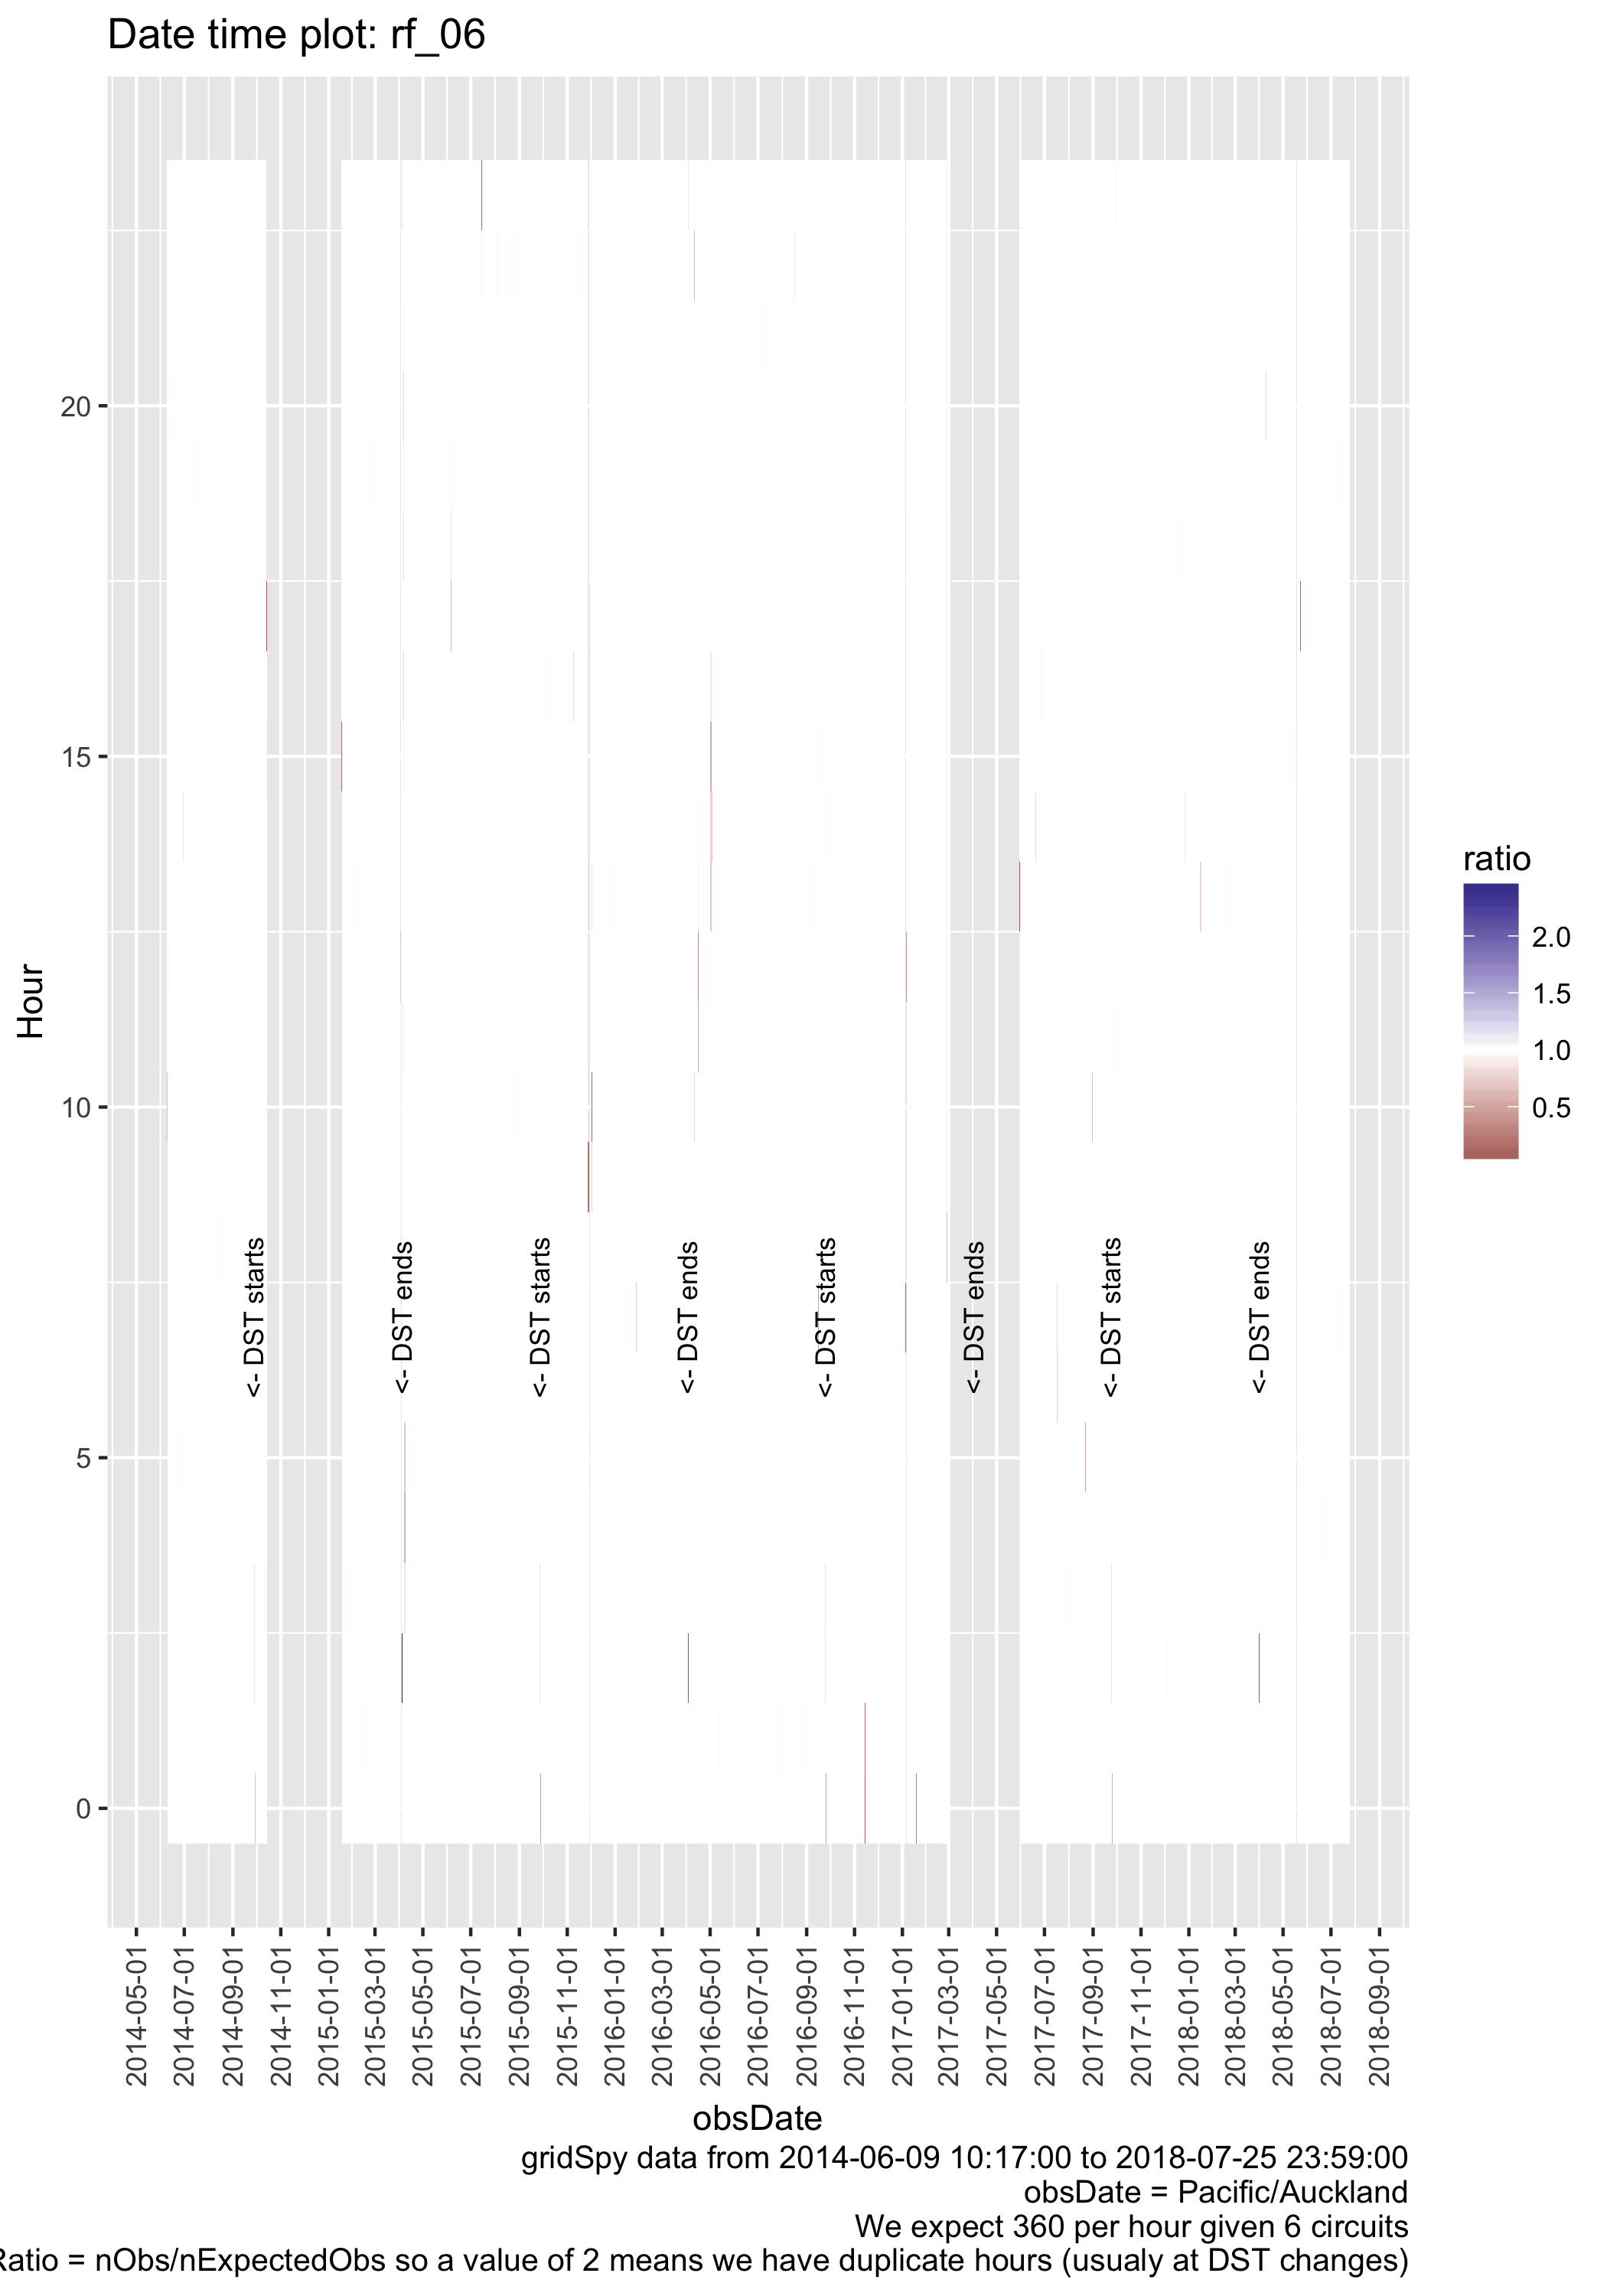 Date time plot: rf_06
Hour
20
15
10
5
0
<- DST starts
<- DST ends
<- DST starts
<- DST ends
<- DST starts
<- DST ends
<- DST starts
<- DST ends
ratio
2.0
1.5
1.0
0.5
2014-05-01
2014-07-01
2014-09-01
2014-11-01
2015-01-01
2015-03-01
2015-05-01
2015-07-01
2015-09-01
2015-11-01
2016-01-01
2016-03-01
2016-05-01
2016-07-01
2016-09-01
2016-11-01
2017-01-01
2017-03-01
2017-05-01
2017-07-01
2017-09-01
2017-11-01
2018-01-01
2018-03-01
2018-05-01
2018-07-01
2018-09-01
obsDate
gridSpy data from 2014-06-09 10:17:00 to 2018-07-25 23:59:00
obsDate = Pacific/Auckland
We expect 360 per hour given 6 circuits
Ratio = nObs/nExpectedObs so a value of 2 means we have duplicate hours (usualy at DST changes)